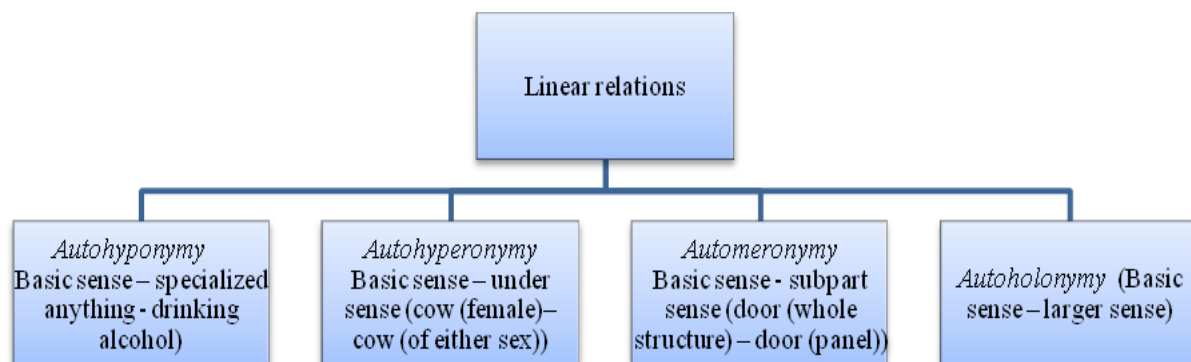 Linear relations
Autohyponymy
Basic sense – specialized
anything - drinking
alcohol)
Autohyperonymy
Basic sense – under
sense (cow (female)–
cow (of either sex))
Automeronymy
Basic sense - subpart
sense (door (whole
structure) – door (panel))
Autoholonymy (Basic
sense – larger sense)